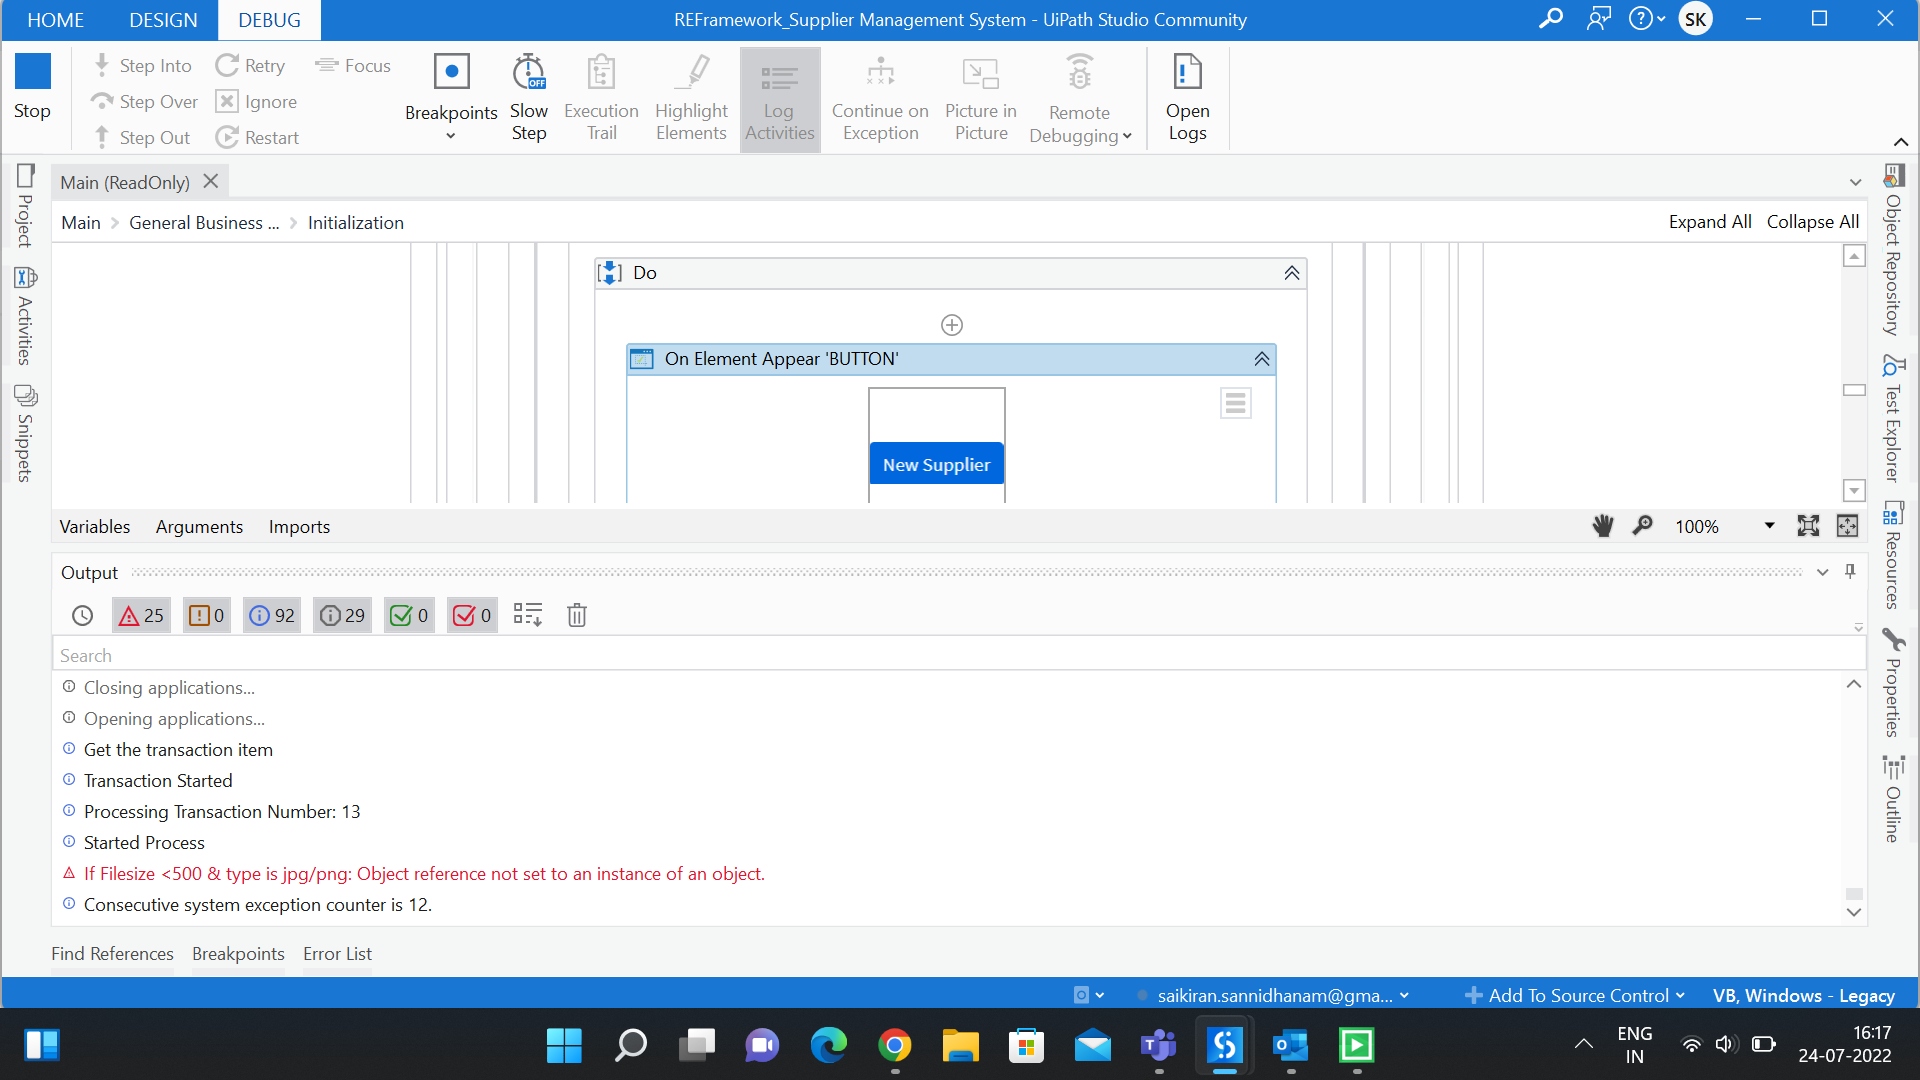 HOME DESIGN DEBUG REFramework_Supplier Management System - UiPath Studio Community SK
Stop
Step Into
Step Over
Step Out
Retry
Ignore
Restart
Focus
Breakpoints
Slow
Step
OFF
Execution
Trail
Highlight
Elements
Log
Activities
Continue on
Exception
Picture in
Picture
Remote
Debugging
Open
Logs
Main (ReadOnly)
Main General Business ... Initialization Expand All Collapse All
Project
Activities
Snippets
Do
On Element Appear 'BUTTON'
New Supplier
Variables Arguments Imports 100%
Output
25 0 92 29 0 0
Search
Closing applications...
Opening applications...
Get the transaction item
Transaction Started
Processing Transaction Number: 13
Started Process
If Filesize <500 & type is jpg/png: Object reference not set to an instance of an object.
Consecutive system exception counter is 12.
Object Repository
Test Explorer
Resources
Properties
Outline
Find References Breakpoints Error List
saikiran.sannidhanam@gma... Add To Source Control VB, Windows - Legacy
ENG
IN
16:17
24-07-2022